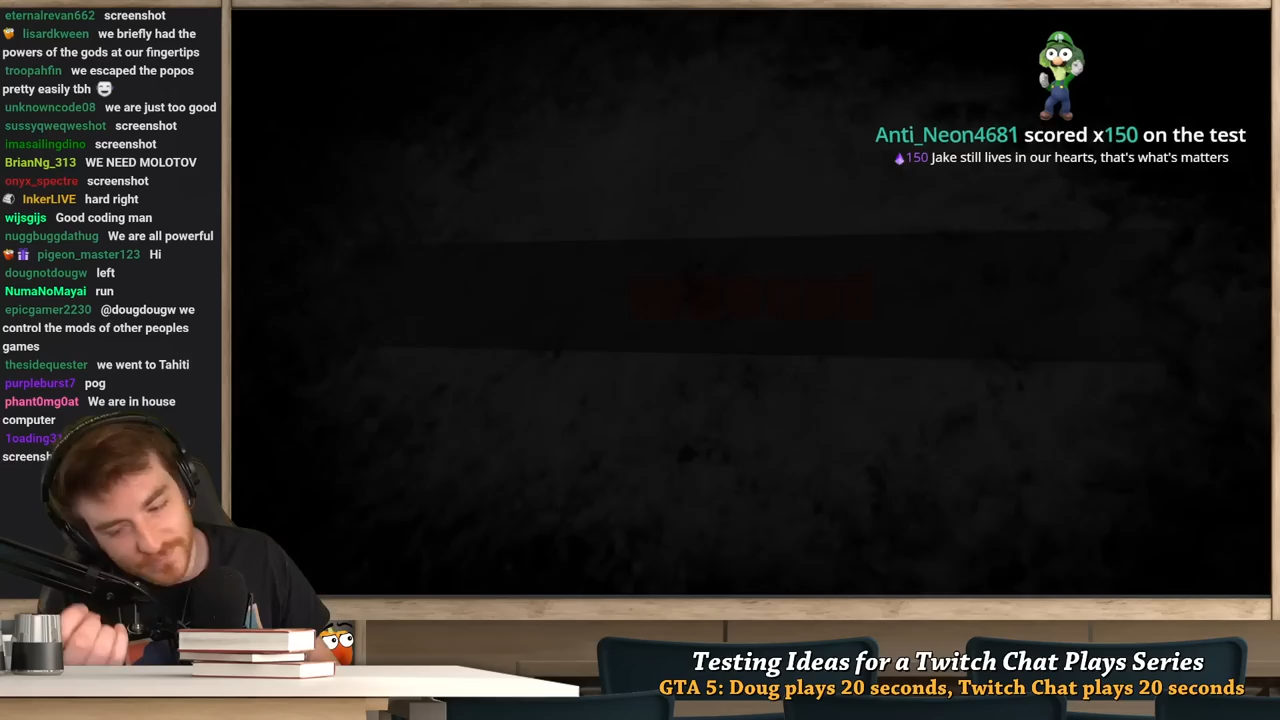 eternalrevan662 screenshot
lisardkween we briefly had the
powers of the gods at our fingertips
troopahfin we escaped the popos
pretty easily tbh
unknowncode08 we are just too good
sussyqweqweshot screenshot
imasailingdino screenshot
BrianNg_313 WE NEED MOLOTOV
onyx_spectre screenshot
InkerLIVE hard right
wijsgijs Good coding man
nuggbuggdathug We are all powerful
pigeon_master123 Hi
dougnotdougw left
NumaNoMayai run
epicgamer2230 @dougdougw we
control the mods of other peoples
games
thesidequester we went to Tahiti
purpleburst7 pog
phant0mg0at We are in house
computer
Anti_Neon4681 scored x150 on the test
150 Jake still lives in our hearts, that's what's matters
Testing Ideas for a Twitch Chat Plays Series
GTA 5: Doug plays 20 seconds, Twitch Chat plays 20 seconds